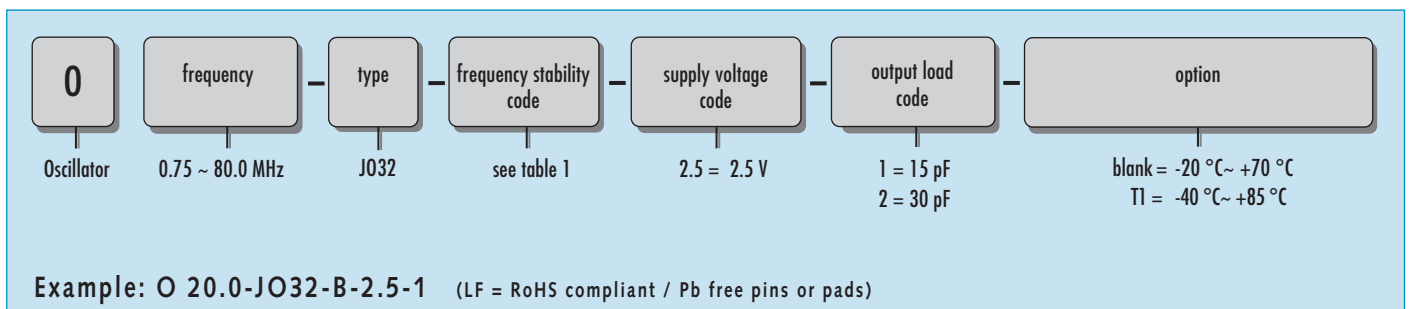 O
frequency
–
type
–
frequency stability
code
–
supply voltage
code
–
output load
code
–
option
Oscillator
0.75 ~ 80.0 MHz
JO32
see table 1
2.5 = 2.5 V
1 = 15 pF
2 = 30 pF
blank = -20 °C~ +70 °C
T1 = -40 °C~ +85 °C
Example: O 20.0-JO32-B-2.5-1 (LF = RoHS compliant / Pb free pins or pads)